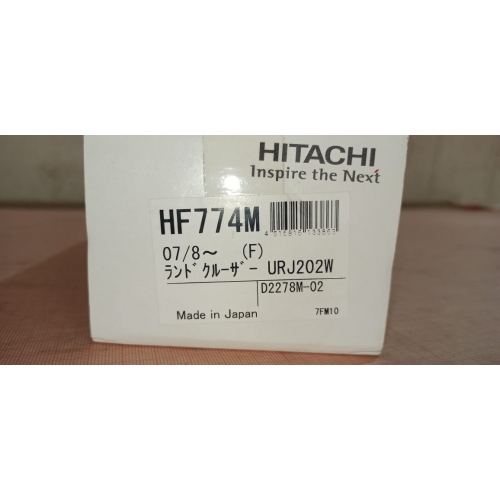 HITACHI
Inspire the Next
HF774M
07/8～ (F)
ﾗﾝﾄﾞｸﾙｰｻﾞｰ URJ202W
D2278M-02
Made in Japan 7FM10